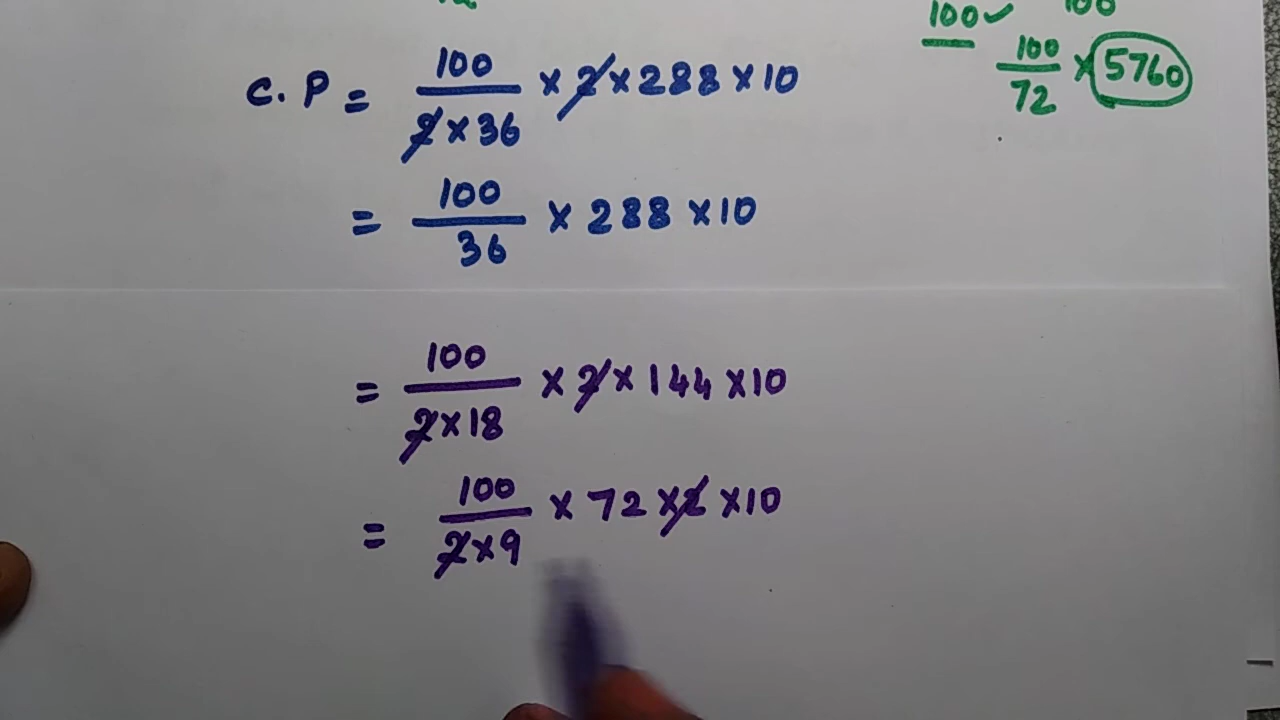 100✓ 100
100/72 × 5760
C.P = 100/(2 × 36) × 2 × 288 × 10
= 100/36 × 288 × 10
= 100/(2 × 18) × 2 × 144 × 10
= 100/(2 × 9) × 72 × 2 × 10